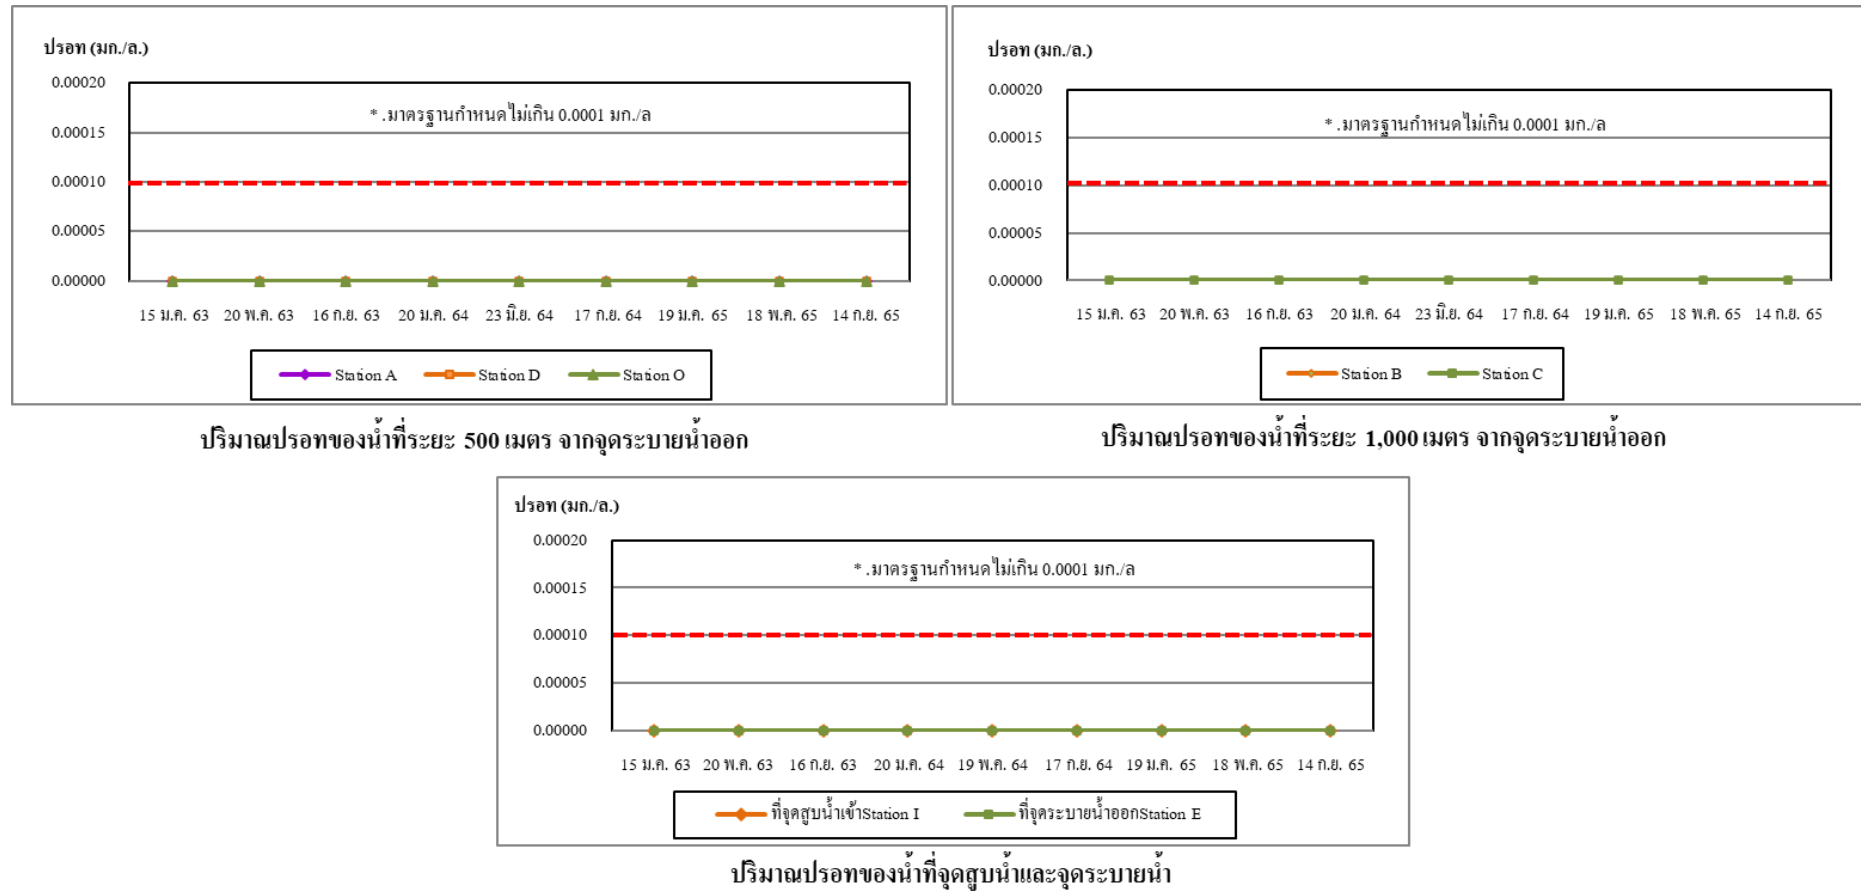 ปรอท (มก./ล.)
0.00020
* .มาตรฐานกำหนดไม่เกิน 0.0001 มก./ล
0.00015
0.00010
0.00005
0.00000
15 ม.ค. 63 20 พ.ค. 63 16 ก.ย. 63 20 ม.ค. 64 23 มิ.ย. 64 17 ก.ย. 64 19 ม.ค. 65 18 พ.ค. 65 14 ก.ย. 65
Station A Station D Station O
ปริมาณปรอทของน้ำที่ระยะ 500 เมตร จากจุดระบายน้ำออก
ปรอท (มก./ล.)
0.00020
* .มาตรฐานกำหนดไม่เกิน 0.0001 มก./ล
0.00015
0.00010
0.00005
0.00000
15 ม.ค. 63 20 พ.ค. 63 16 ก.ย. 63 20 ม.ค. 64 23 มิ.ย. 64 17 ก.ย. 64 19 ม.ค. 65 18 พ.ค. 65 14 ก.ย. 65
Station B Station C
ปริมาณปรอทของน้ำที่ระยะ 1,000 เมตร จากจุดระบายน้ำออก
ปรอท (มก./ล.)
0.00020
* .มาตรฐานกำหนดไม่เกิน 0.0001 มก./ล
0.00015
0.00010
0.00005
0.00000
15 ม.ค. 63 20 พ.ค. 63 16 ก.ย. 63 20 ม.ค. 64 19 พ.ค. 64 17 ก.ย. 64 19 ม.ค. 65 18 พ.ค. 65 14 ก.ย. 65
ที่จุดสูบน้ำเข้าStation I ที่จุดระบายน้ำออกStation E
ปริมาณปรอทของน้ำที่จุดสูบน้ำและจุดระบายน้ำ